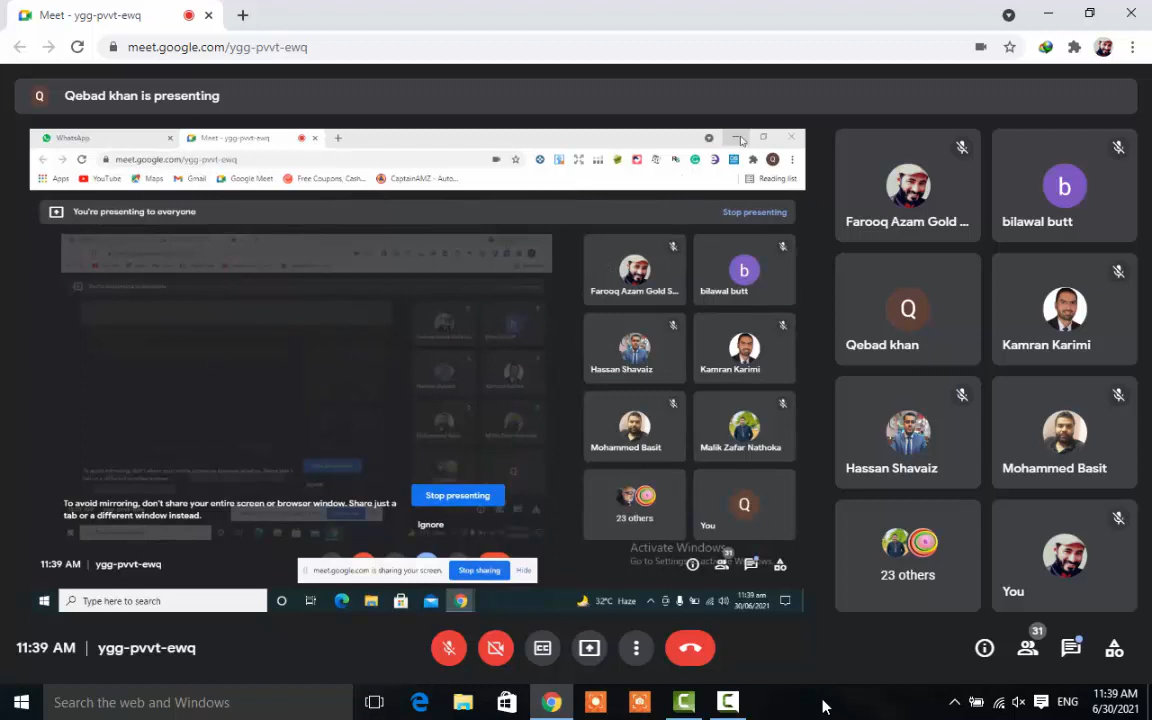 Meet - ygg-pvvt-ewq
meet.google.com/ygg-pvvt-ewq
Q Qebad khan is presenting
WhatsApp
Meet - ygg-pvvt-ewq
meet.google.com/ygg-pvvt-ewq
Apps YouTube Maps Gmail Google Meet Free Coupons, Cash... CaptainAMZ - Auto... Reading list
You're presenting to everyone
Stop presenting
Farooq Azam Gold S...
b
bilawal butt
Hassan Shavaiz
Kamran Karimi
Mohammed Basit
Malik Zafar Nathoka
23 others
Q
You
To avoid mirroring, don't share your entire screen or browser window. Share just a
tab or a different window instead.
Stop presenting
Ignore
Activate Windows
Go to Settings
11:39 AM ygg-pvvt-ewq
meet.google.com is sharing your screen. Stop sharing Hide
31
Type here to search
32°C Haze
11:39 am
30/06/2021
Farooq Azam Gold ...
b
bilawal butt
Q
Qebad khan
Kamran Karimi
Hassan Shavaiz
Mohammed Basit
23 others
You
11:39 AM | ygg-pvvt-ewq
31
Search the web and Windows
ENG
11:39 AM
6/30/2021